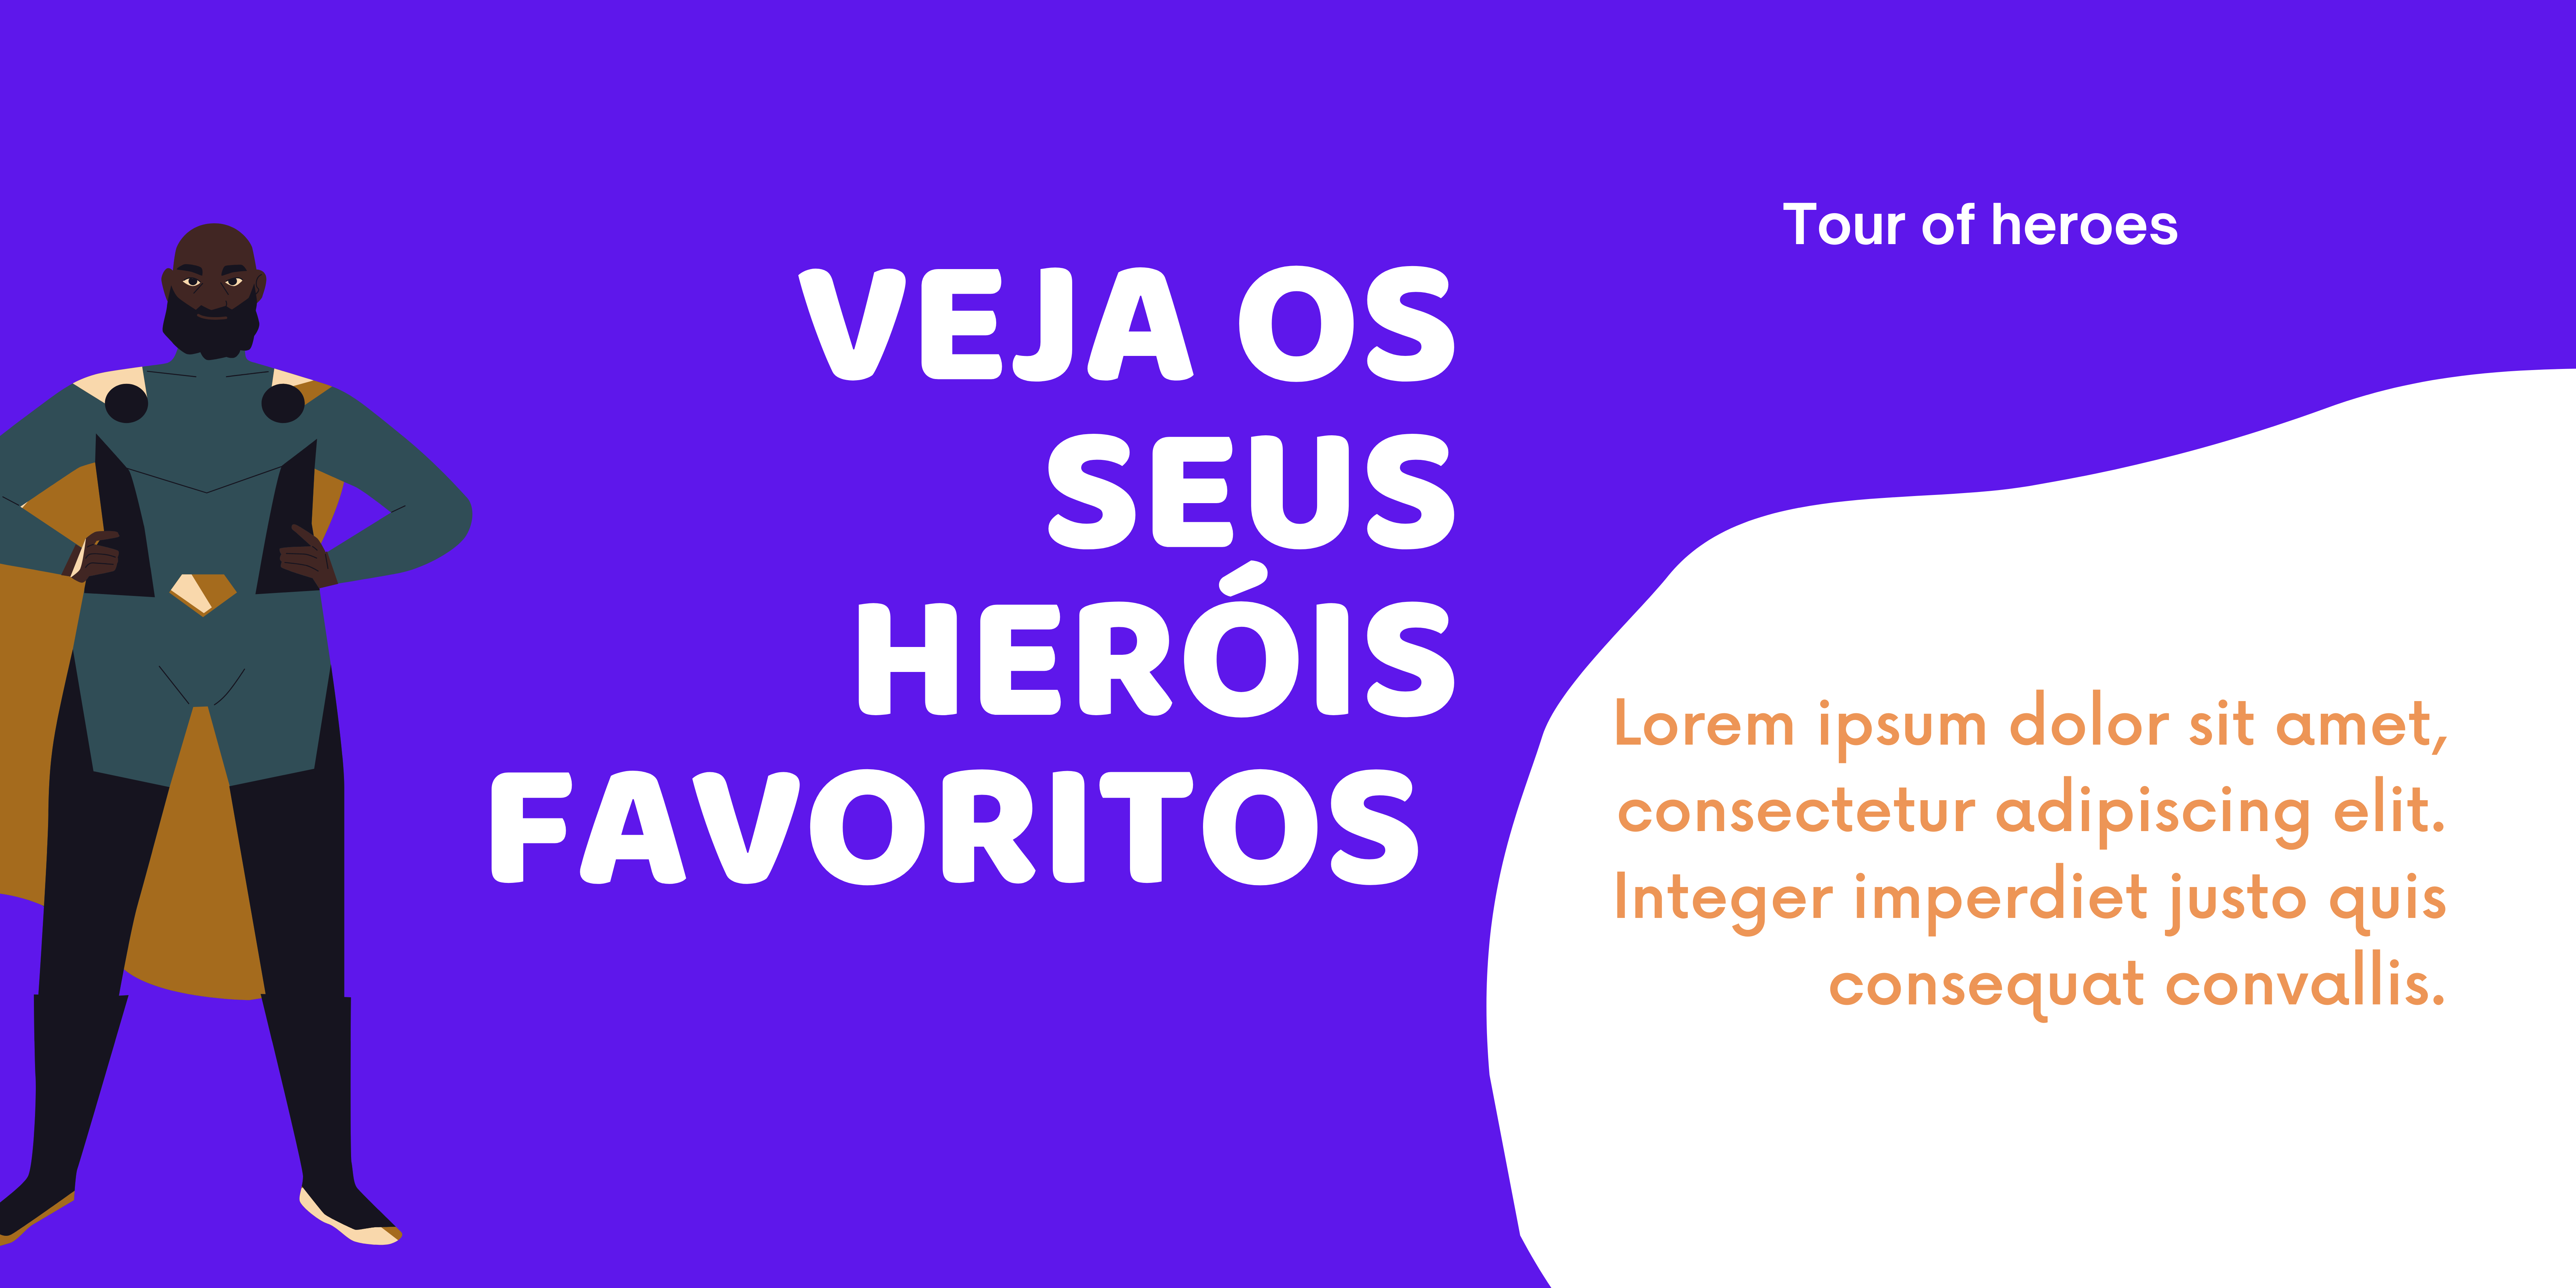 Tour of heroes
VEJA OS
SEUS
HERÓIS
FAVORITOS
Lorem ipsum dolor sit amet,
consectetur adipiscing elit.
Integer imperdiet justo quis
consequat convallis.